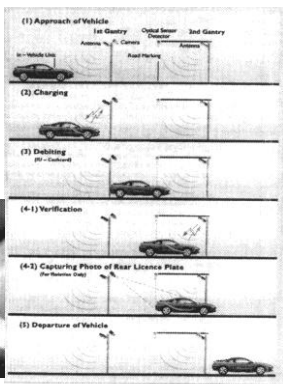 (1) Approach of Vehicle
1st Gantry
Optical Sensor
Detector
2nd Gantry
Antenna
Camera
Antenna
In - Vehicle Unit
Road Marking
(2) Charging
(3) Debiting
(IU - Cashcard)
(4-1) Verification
(4-2) Capturing Photo of Rear Licence Plate
(For Violation Only)
(5) Departure of Vehicle